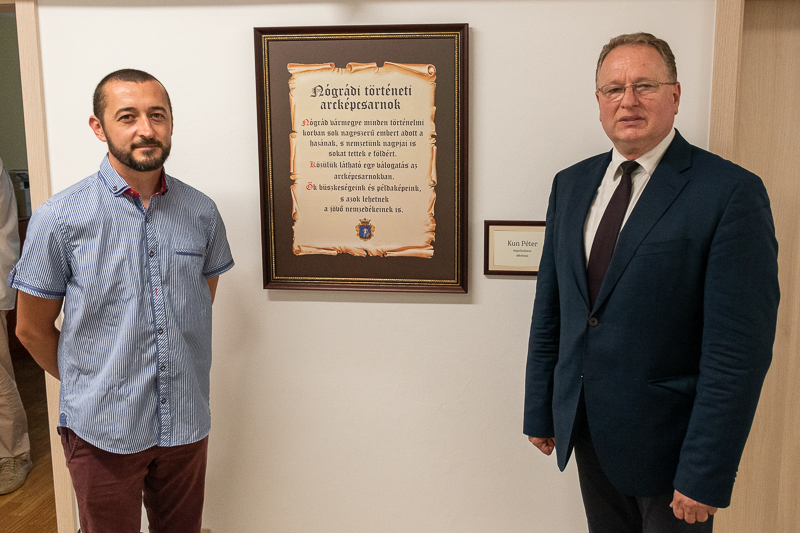 Nógrádi történeti
arcképcsarnok
Nógrád vármegye minden történelmi
korban sok nagyszerű embert adott a
hazának, s nemzetünk nagyjai is
sokat tettek e földért.
Közülük látható egy válogatás az
arcképcsarnokban.
Ők büszkeségeink és példaképeink,
s azok lehetnek
a jövő nemzedékeinek is.
Kun Péter
alkotásai